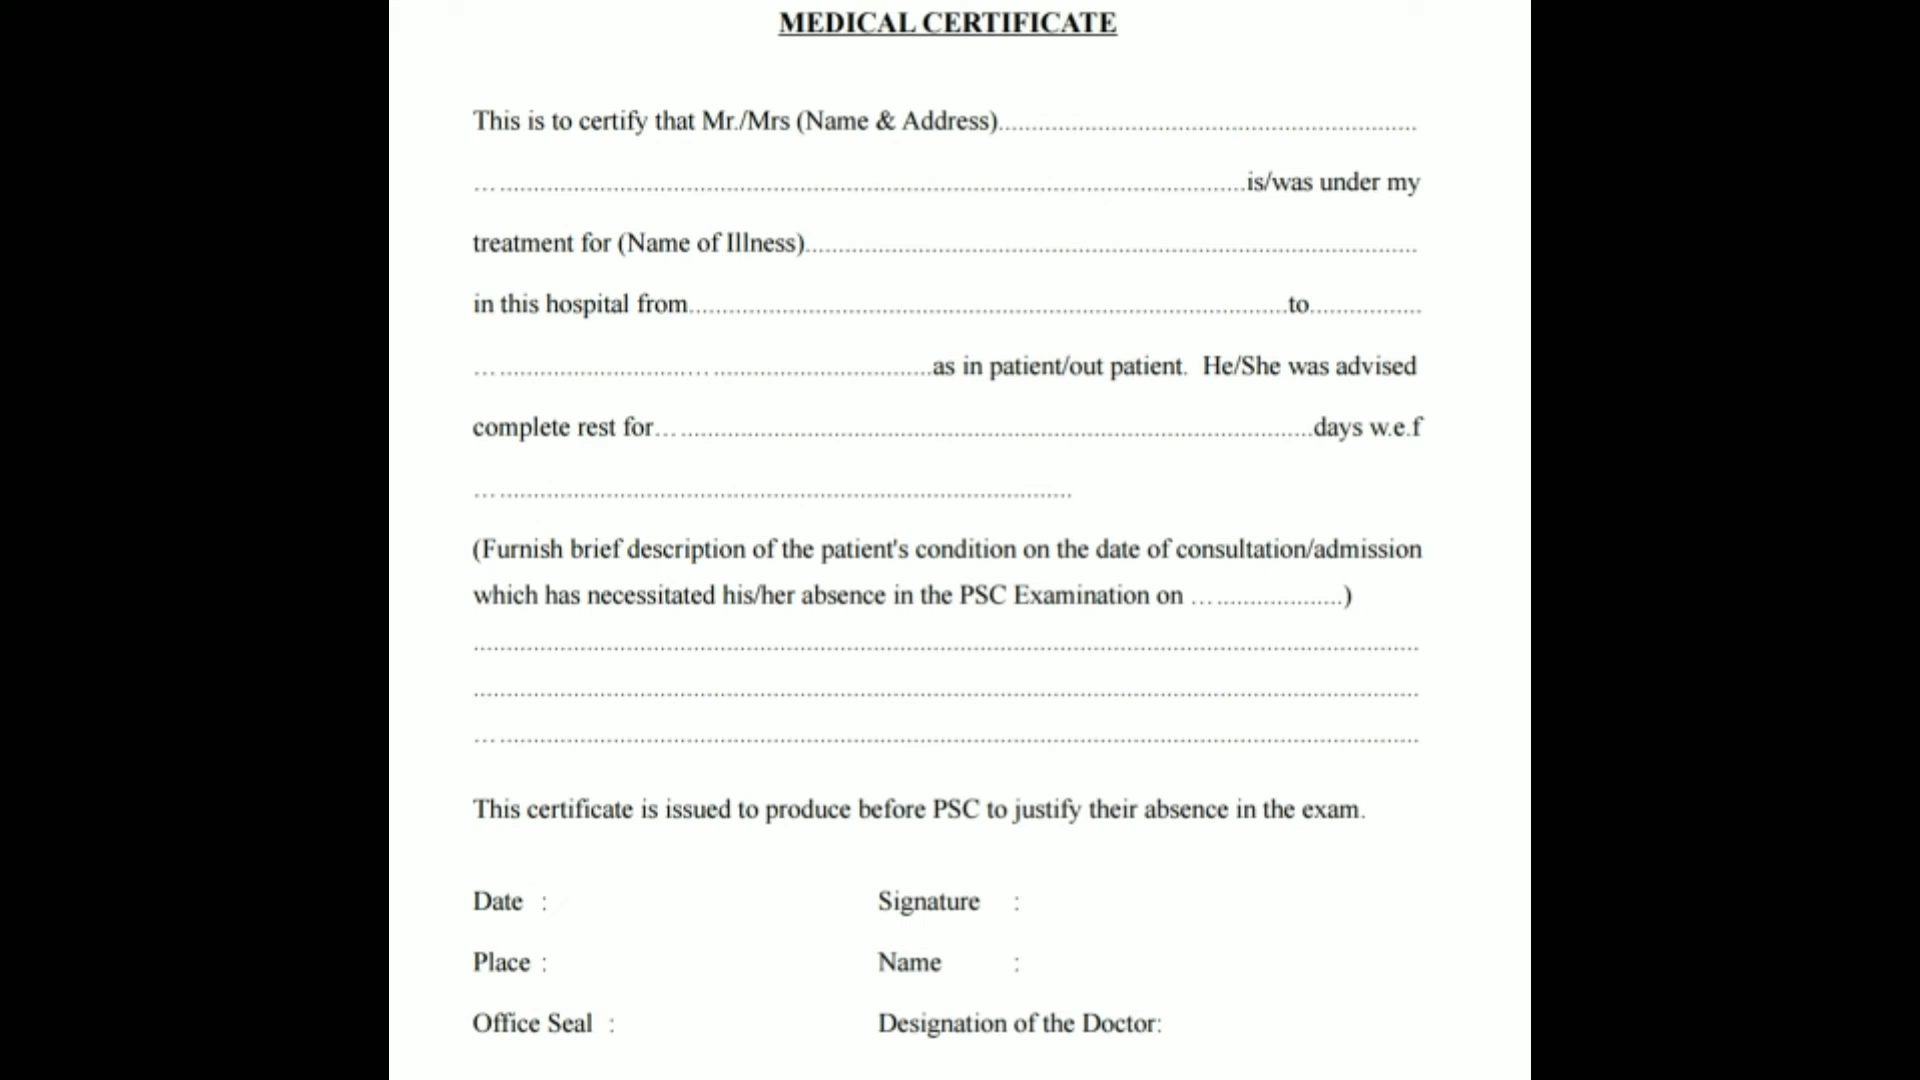 MEDICAL CERTIFICATE
This is to certify that Mr./Mrs (Name & Address)................................................................
…..................................................................................................................is/was under my
treatment for (Name of Illness).............................................................................................
in this hospital from...........................................................................................to.................
….............................…..................................as in patient/out patient. He/She was advised
complete rest for…................................................................................................days w.e.f
….......................................................................................
(Furnish brief description of the patient's condition on the date of consultation/admission
which has necessitated his/her absence in the PSC Examination on …...................)
................................................................................................................................................
................................................................................................................................................
….............................................................................................................................................
This certificate is issued to produce before PSC to justify their absence in the exam.
Date : Signature :
Place : Name :
Office Seal : Designation of the Doctor: